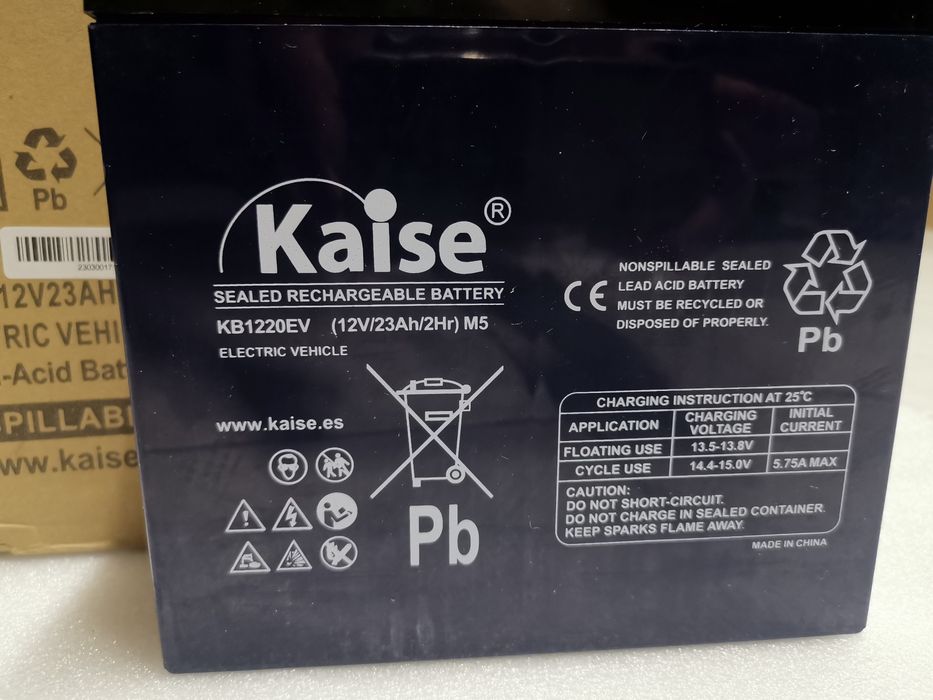 Pb
23030017
12V23AH
RIC VEHI
-Acid Bat
PILLABL
ww.kaise
Kaise®
SEALED RECHARGEABLE BATTERY
KB1220EV (12V/23Ah/2Hr) M5
ELECTRIC VEHICLE
www.kaise.es
Pb
CE
NONSPILLABLE SEALED
LEAD ACID BATTERY
MUST BE RECYCLED OR
DISPOSED OF PROPERLY.
Pb
CHARGING INSTRUCTION AT 25℃
APPLICATION CHARGING VOLTAGE INITIAL CURRENT
FLOATING USE 13.5-13.8V
CYCLE USE 14.4-15.0V 5.75A MAX
CAUTION:
DO NOT SHORT-CIRCUIT.
DO NOT CHARGE IN SEALED CONTAINER.
KEEP SPARKS FLAME AWAY.
MADE IN CHINA